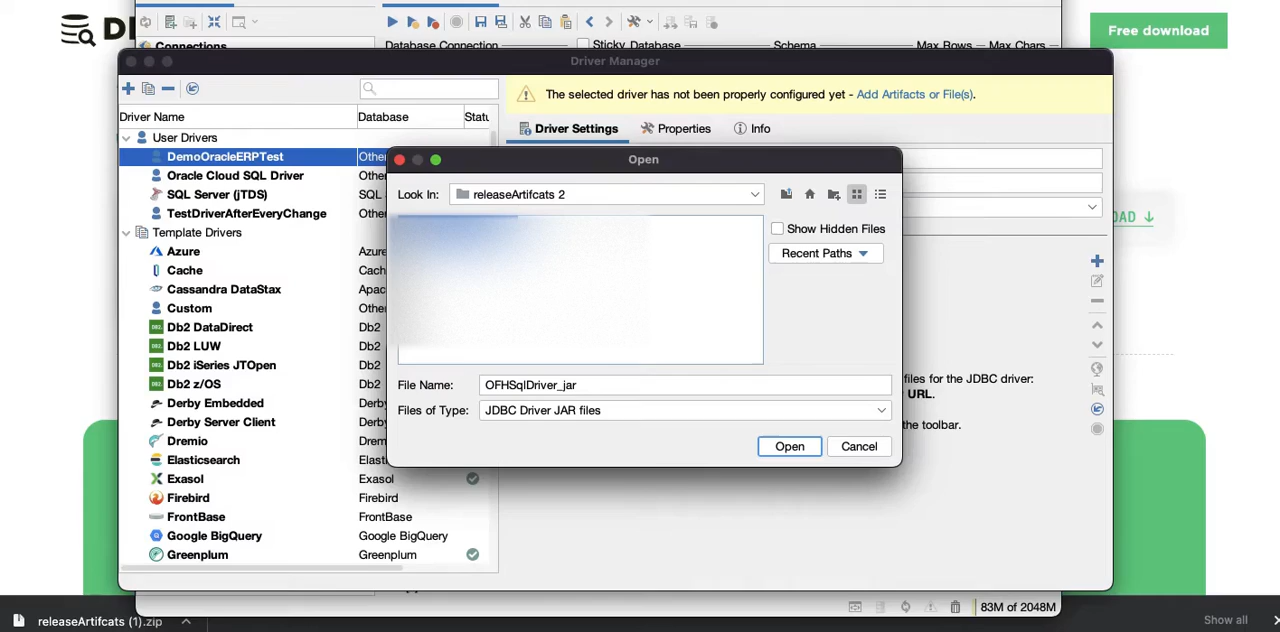 Free download
Connections
Database Connection
Sticky Database
Schema
Max Rows
Max Chars
Driver Manager
The selected driver has not been properly configured yet - Add Artifacts or File(s).
Driver Name
Database
Statu
Driver Settings
Properties
Info
User Drivers
DemoOracleERPTest
Othe
Oracle Cloud SQL Driver
Othe
SQL Server (jTDS)
SQL S
TestDriverAfterEveryChange
Othe
Template Drivers
Azure
Azure
Cache
Cach
Cassandra DataStax
Apac
Custom
Othe
Db2 DataDirect
Db2
Db2 LUW
Db2
Db2 iSeries JTOpen
Db2
Db2 z/OS
Db2
Derby Embedded
Derby
Derby Server Client
Derby
Dremio
Dremi
Elasticsearch
Elasti
Exasol
Exasol
Firebird
Firebird
FrontBase
FrontBase
Google BigQuery
Google BigQuery
Greenplum
Greenplum
Open
Look In:
releaseArtifcats 2
Show Hidden Files
Recent Paths
File Name:
OFHSqlDriver_jar
Files of Type:
JDBC Driver JAR files
Open
Cancel
OAD
files for the JDBC driver:
URL.
the toolbar.
83M of 2048M
releaseArtifcats (1).zip
Show all